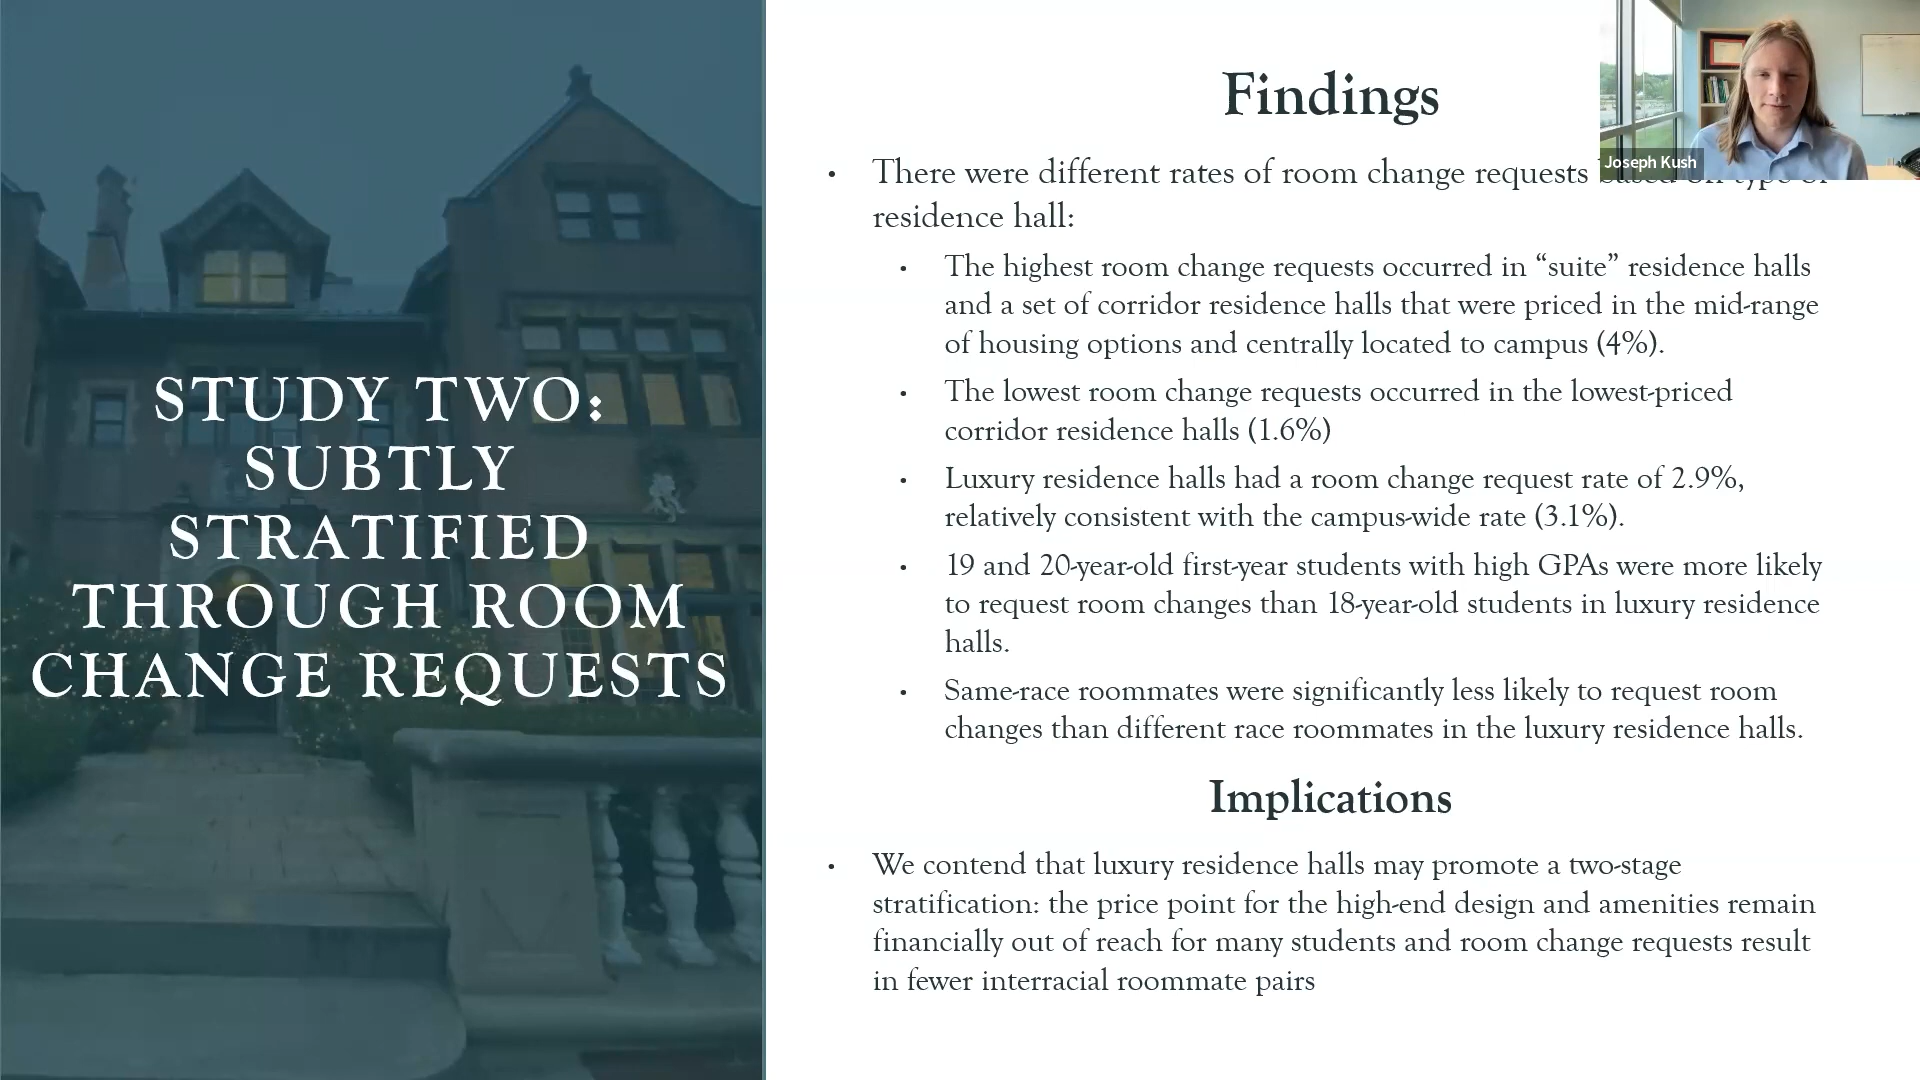 STUDY TWO:
SUBTLY
STRATIFIED
THROUGH ROOM
CHANGE REQUESTS
Findings
Joseph Kush
• There were different rates of room change requests based on type of
residence hall:
• The highest room change requests occurred in “suite” residence halls
and a set of corridor residence halls that were priced in the mid-range
of housing options and centrally located to campus (4%).
• The lowest room change requests occurred in the lowest-priced
corridor residence halls (1.6%)
• Luxury residence halls had a room change request rate of 2.9%,
relatively consistent with the campus-wide rate (3.1%).
• 19 and 20-year-old first-year students with high GPAs were more likely
to request room changes than 18-year-old students in luxury residence
halls.
• Same-race roommates were significantly less likely to request room
changes than different race roommates in the luxury residence halls.
Implications
• We contend that luxury residence halls may promote a two-stage
stratification: the price point for the high-end design and amenities remain
financially out of reach for many students and room change requests result
in fewer interracial roommate pairs